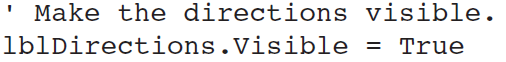 ' Make the directions visible.
lblDirections.Visible = True